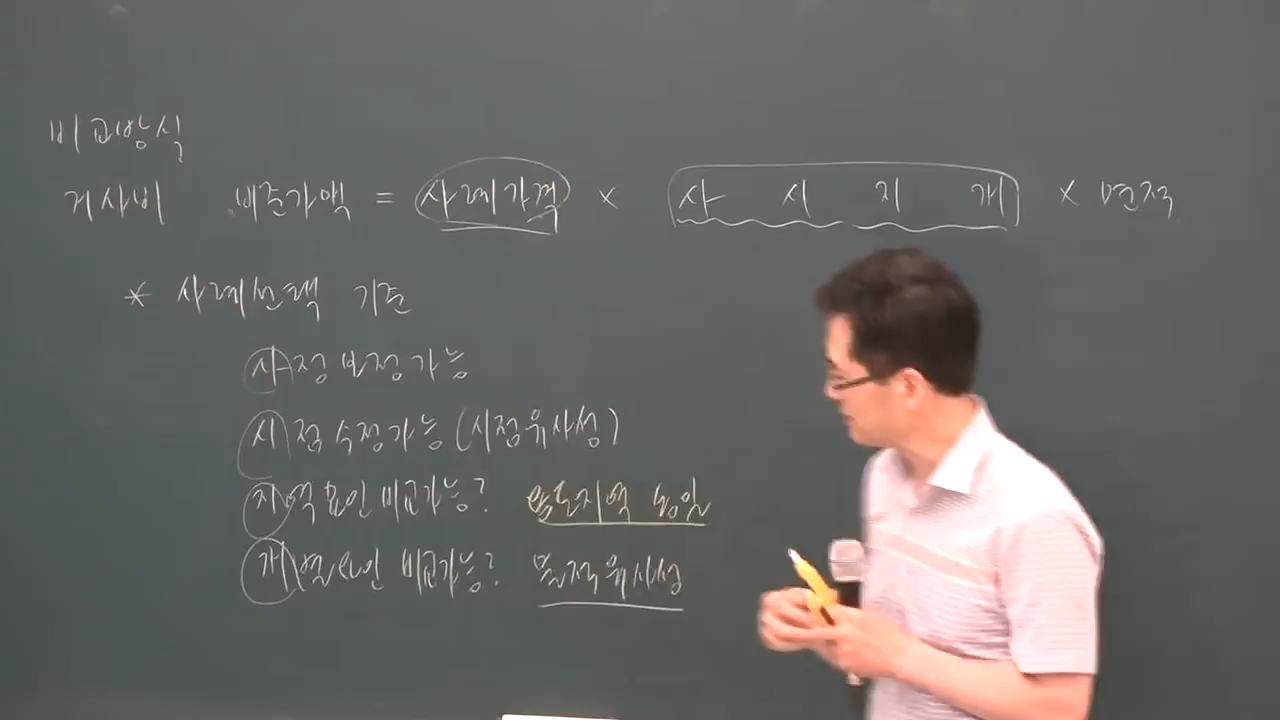 비교방식
거사비 비준가액 = 사례가격 × 사 시 지 개 × 면적
* 사례선택 기준
사정 보정가능
시점 수정가능 (시점유사성)
지역요인 비교가능? 용도지역 동일
개별요인 비교가능? 물적유사성